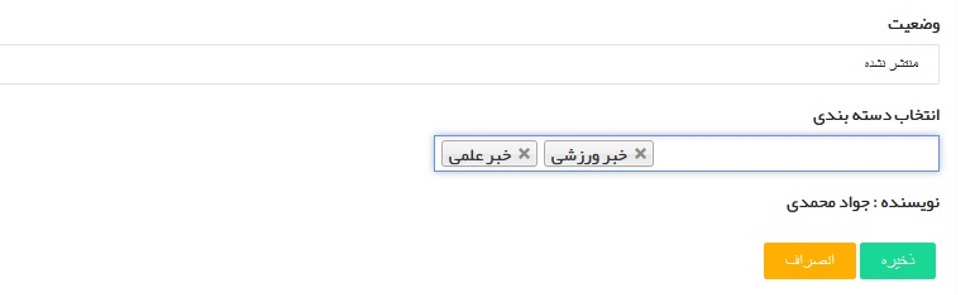 وضعیت
منتشر نشده
انتخاب دسته بندی
خبر ورزشی خبر علمی
نویسنده : جواد محمدی
ذخیره انصراف